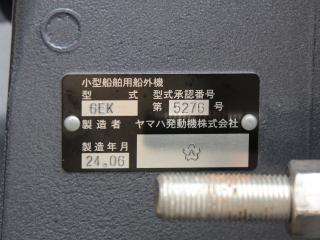 小型船舶用船外機
型式 型式承認番号
6EK 第 5276 号
製造者 ヤマハ発動機株式会社
製造年月
24.06